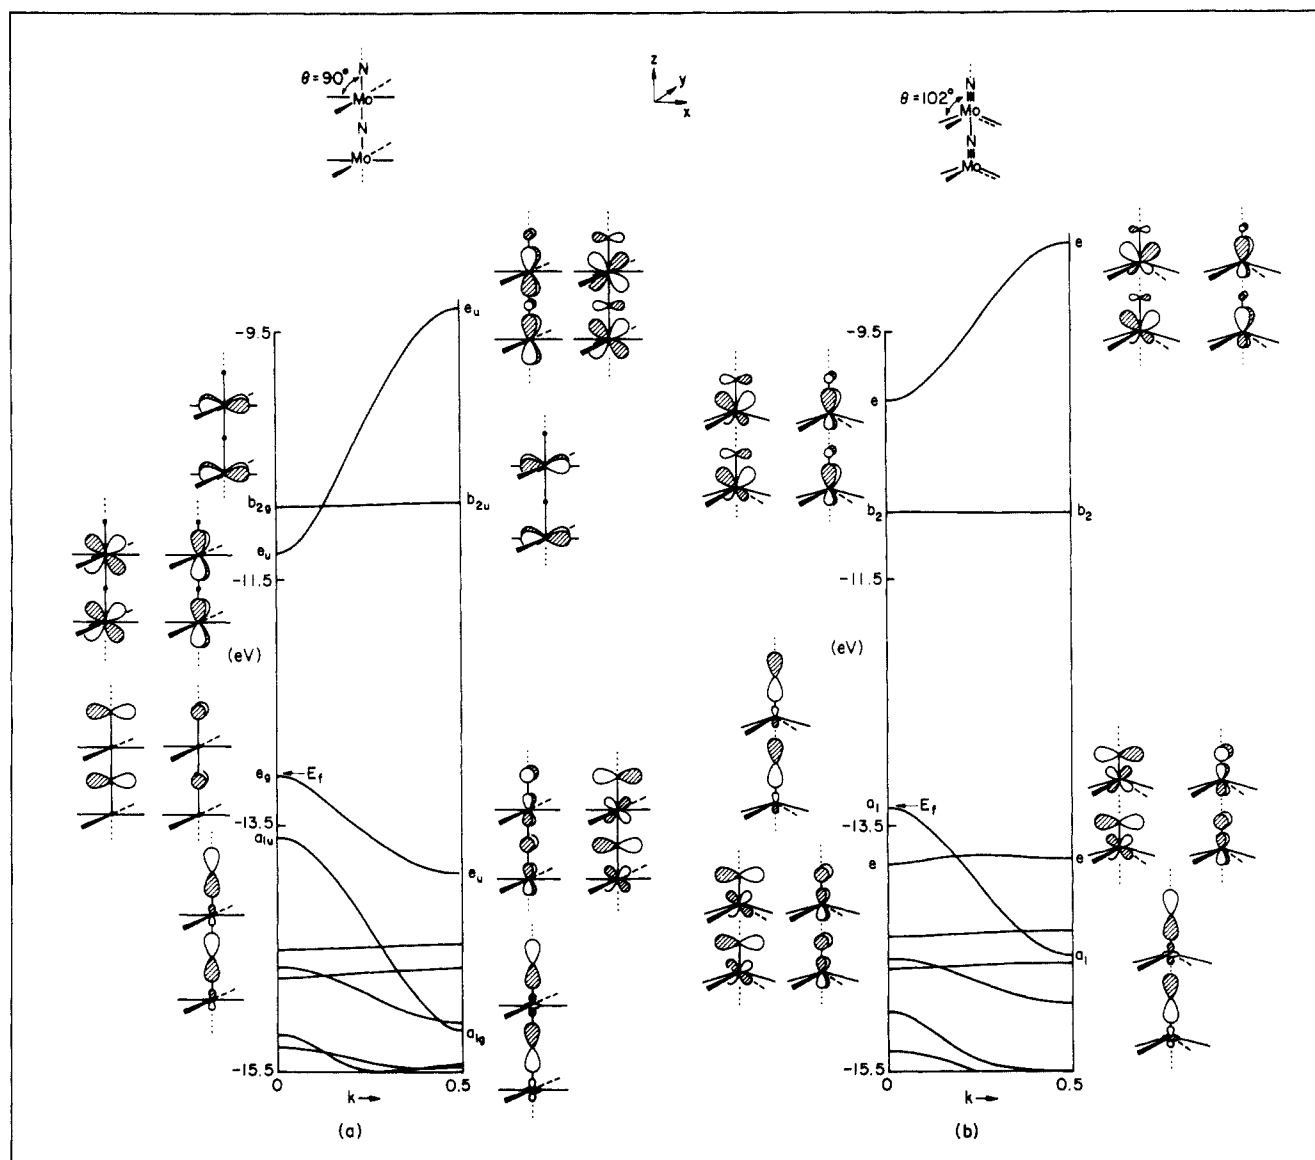 θ = 90°
N
Mo
N
Mo
z
y
x
θ = 102°
N
Mo
N
Mo
-9.5
e_u
b_2g
b_2u
e_u
-11.5
(eV)
e_g
E_f
-13.5
a_1u
e_u
a_1g
-15.5
0
0.5
k →
(a)
e
-9.5
e
b_2
b_2
-11.5
(eV)
a_1
E_f
-13.5
e
e
a_1
-15.5
0
0.5
k →
(b)